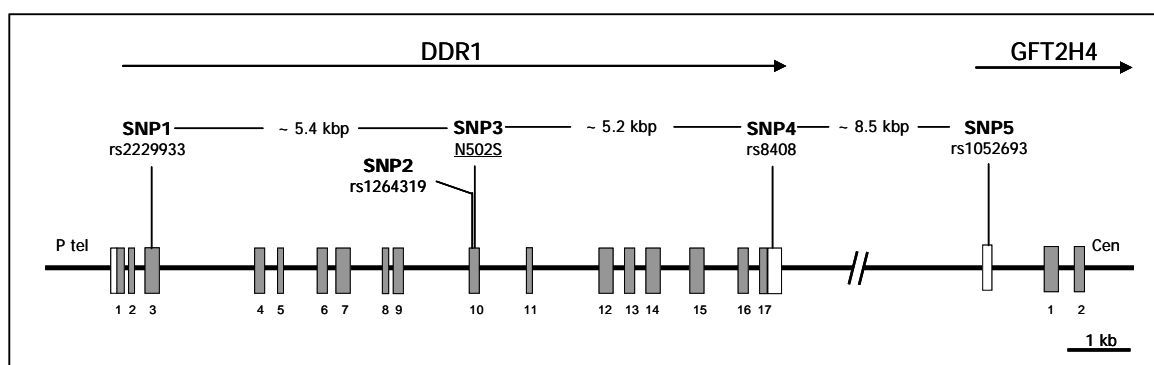 DDR1
GFT2H4
SNP1 ~ 5.4 kbp SNP3 ~ 5.2 kbp SNP4 ~ 8.5 kbp SNP5
rs2229933 N502S rs8408 rs1052693
SNP2
rs1264319
P tel Cen
1 2 3 4 5 6 7 8 9 10 11 12 13 14 15 16 17 1 2
1 kb